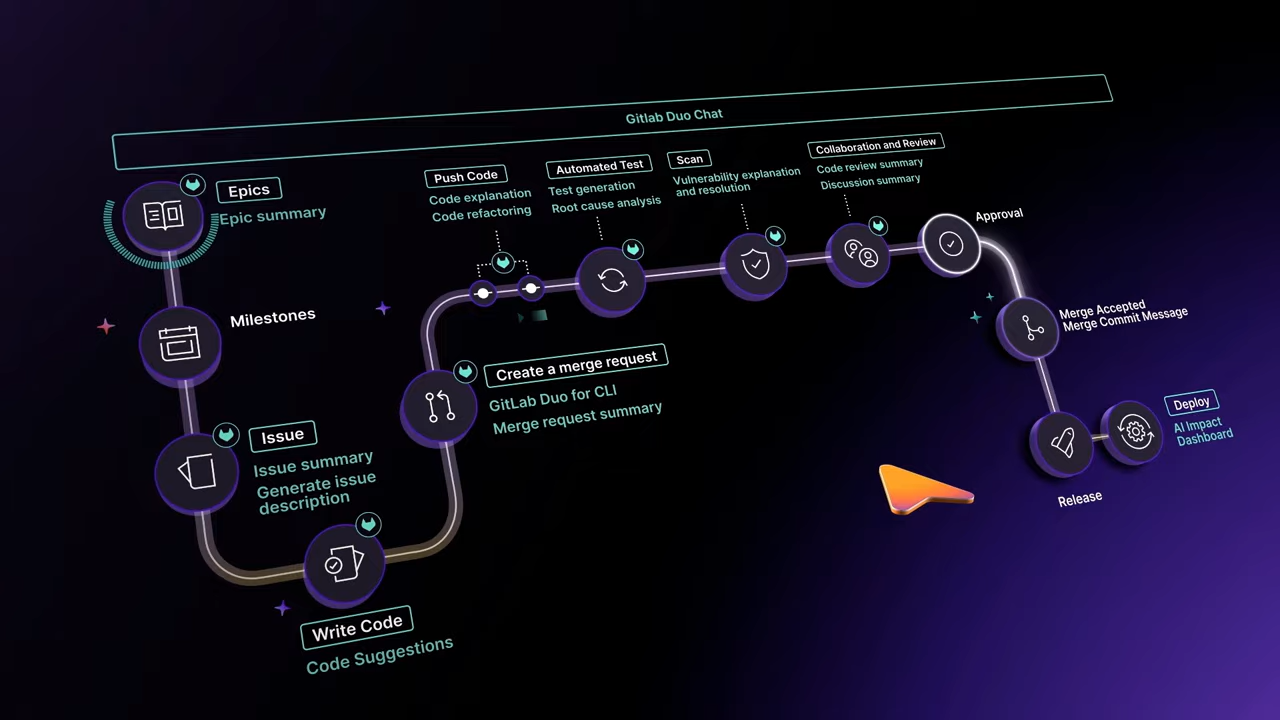 Gitlab Duo Chat
Epics
Epic summary
Milestones
Issue
Issue summary
Generate issue
description
Write Code
Code Suggestions
Create a merge request
GitLab Duo for CLI
Merge request summary
Push Code
Code explanation
Code refactoring
Automated Test
Test generation
Root cause analysis
Scan
Vulnerability explanation
and resolution
Collaboration and Review
Code review summary
Discussion summary
Approval
Merge Accepted
Merge Commit Message
Release
Deploy
AI Impact
Dashboard